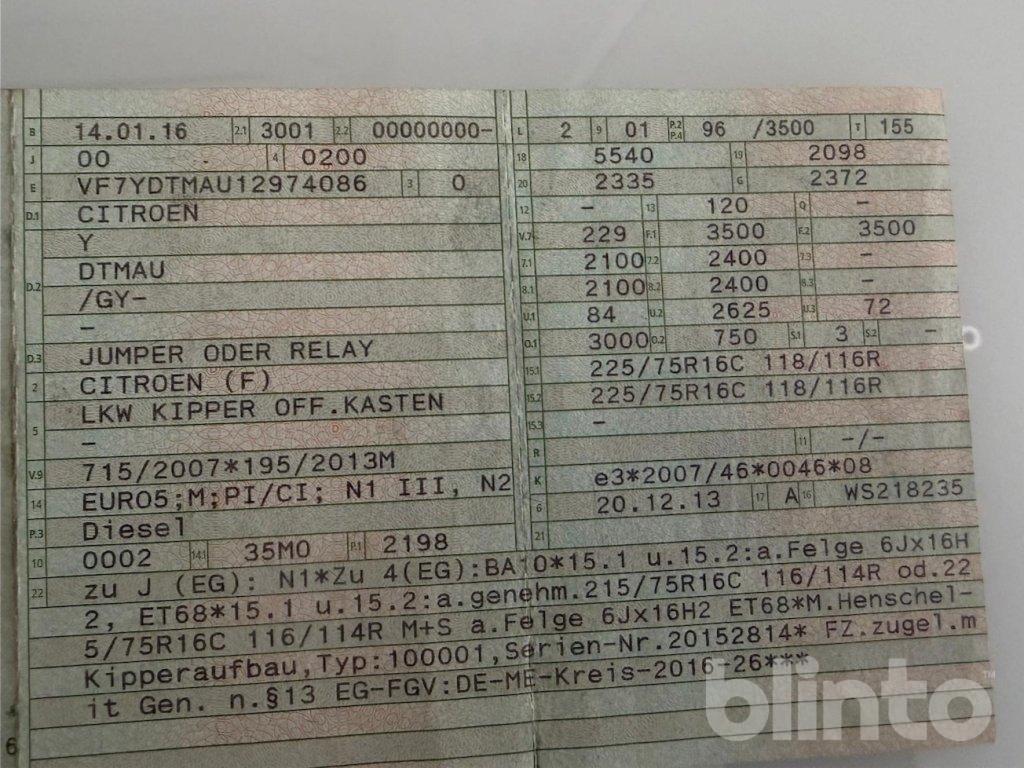 B 14.01.16 2.1 3001 2.2 00000000-
J 00 4 0200
E VF7YDTMAU12974086 3 0
D.1 CITROEN
Y
D.2 DTMAU
/GY-
-
D.3 JUMPER ODER RELAY
2 CITROEN (F)
5 LKW KIPPER OFF.KASTEN
-
V.9 715/2007*195/2013M
14 EURO5;M;PI/CI; N1 III, N2
P.3 Diesel
10 0002 14.1 35M0 P.1 2198
L 2 9 01 P.2 P.4 96 /3500 T 155
18 5540 19 2098
20 2335 G 2372
12 - 13 120 Q -
V.7 229 F.1 3500 F.2 3500
7.1 2100 7.2 2400 7.3 -
8.1 2100 8.2 2400 8.3 -
U.1 84 U.2 2625 U.3 72
O.1 3000 O.2 750 S.1 3 S.2 -
15.1 225/75R16C 118/116R
15.2 225/75R16C 118/116R
15.3 -
R 11 -/-
K e3*2007/46*0046*08
6 20.12.13 17 A 16 WS218235
21
22 zu J (EG): N1*Zu 4(EG):BA10*15.1 u.15.2:a.Felge 6Jx16H
2, ET68*15.1 u.15.2:a.genehm.215/75R16C 116/114R od.22
5/75R16C 116/114R M+S a.Felge 6Jx16H2 ET68*M.Henschel-
Kipperaufbau,Typ:100001,Serien-Nr.20152814* FZ.zugel.m
it Gen. n.§13 EG-FGV:DE-ME-Kreis-2016-26***
6
blinto™